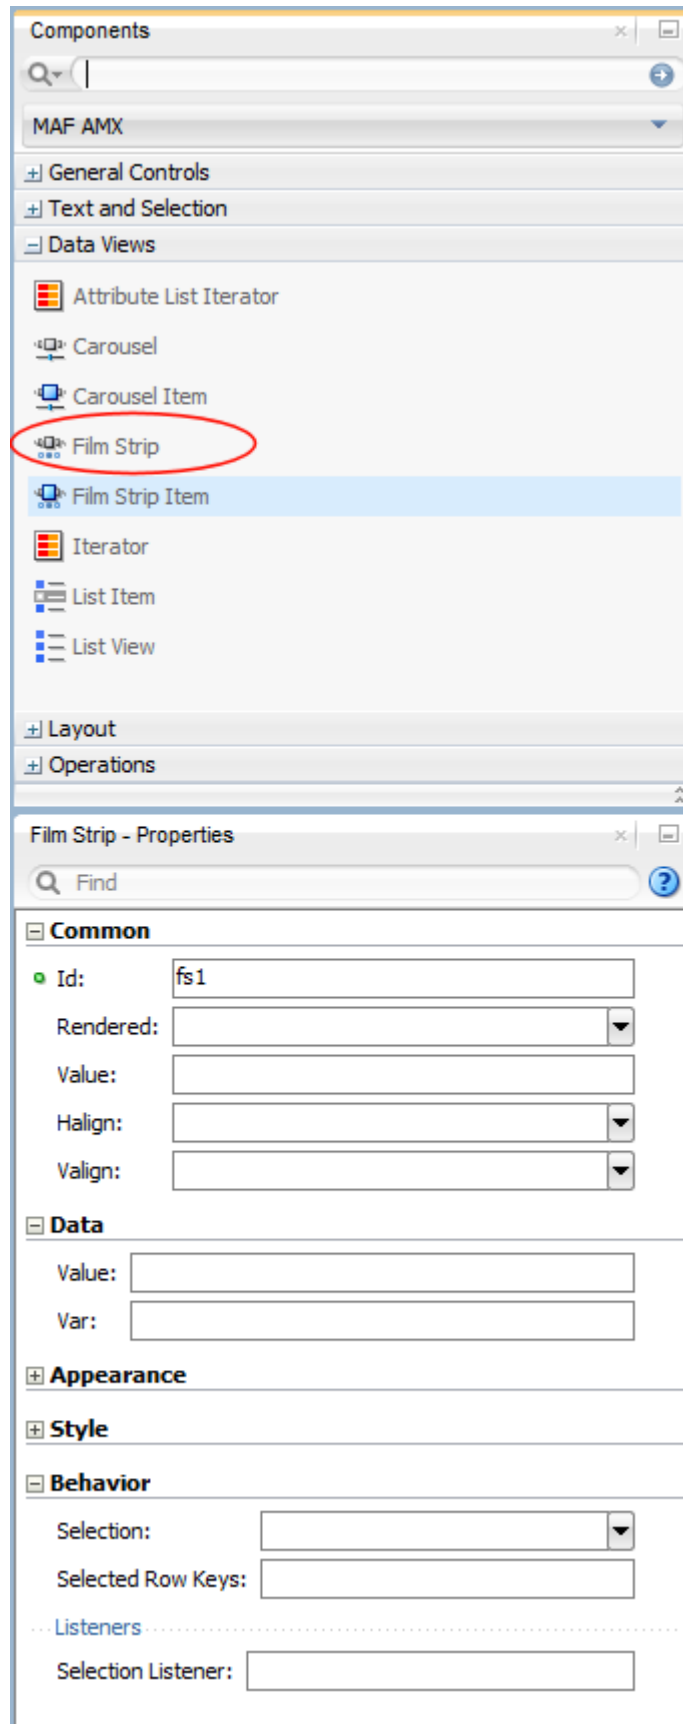 Components
MAF AMX
General Controls
Text and Selection
Data Views
Attribute List Iterator
Carousel
Carousel Item
Film Strip
Film Strip Item
Iterator
List Item
List View
Layout
Operations
Film Strip - Properties
Find
Common
Id: fs1
Rendered:
Value:
Halign:
Valign:
Data
Value:
Var:
Appearance
Style
Behavior
Selection:
Selected Row Keys:
Listeners
Selection Listener: